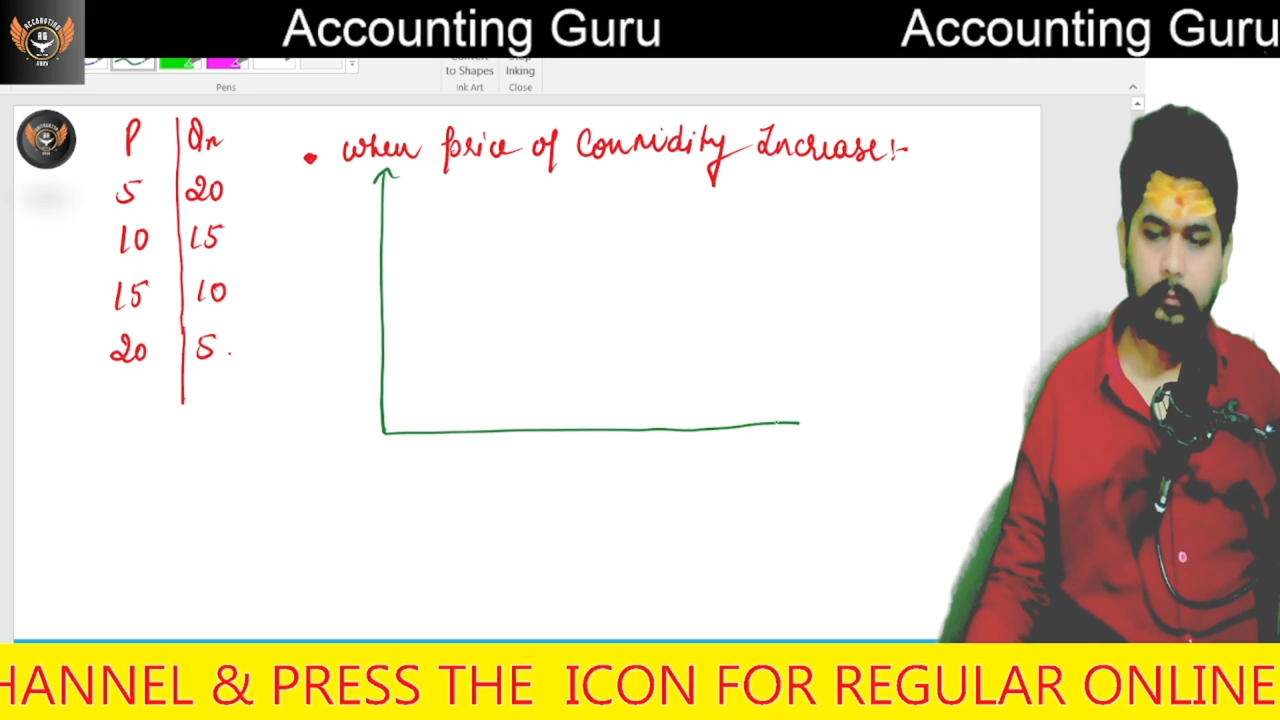 Accounting Guru Accounting Guru
to Shapes Inking
Pens Ink Art Close
P Qn
5 20
10 15
15 10
20 5.
• when price of Commidity Increase:-
HANNEL & PRESS THE ICON FOR REGULAR ONLINE